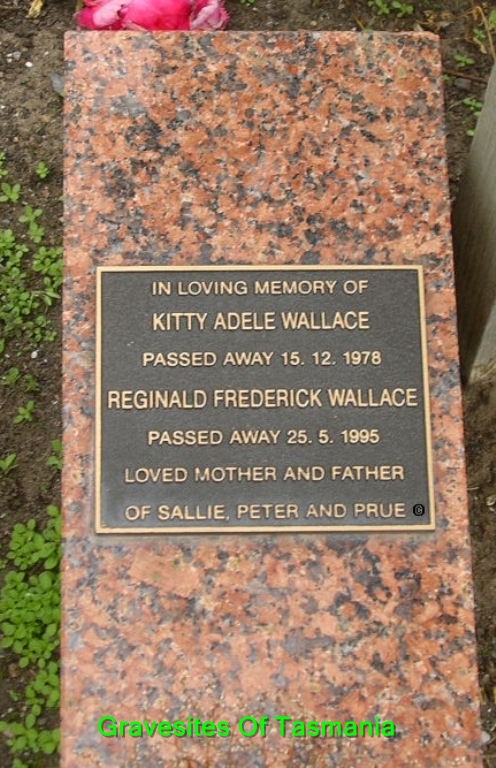 IN LOVING MEMORY OF
KITTY ADELE WALLACE
PASSED AWAY 15. 12. 1978
REGINALD FREDERICK WALLACE
PASSED AWAY 25. 5. 1995
LOVED MOTHER AND FATHER
OF SALLIE, PETER AND PRUE ©
Gravesites Of Tasmania